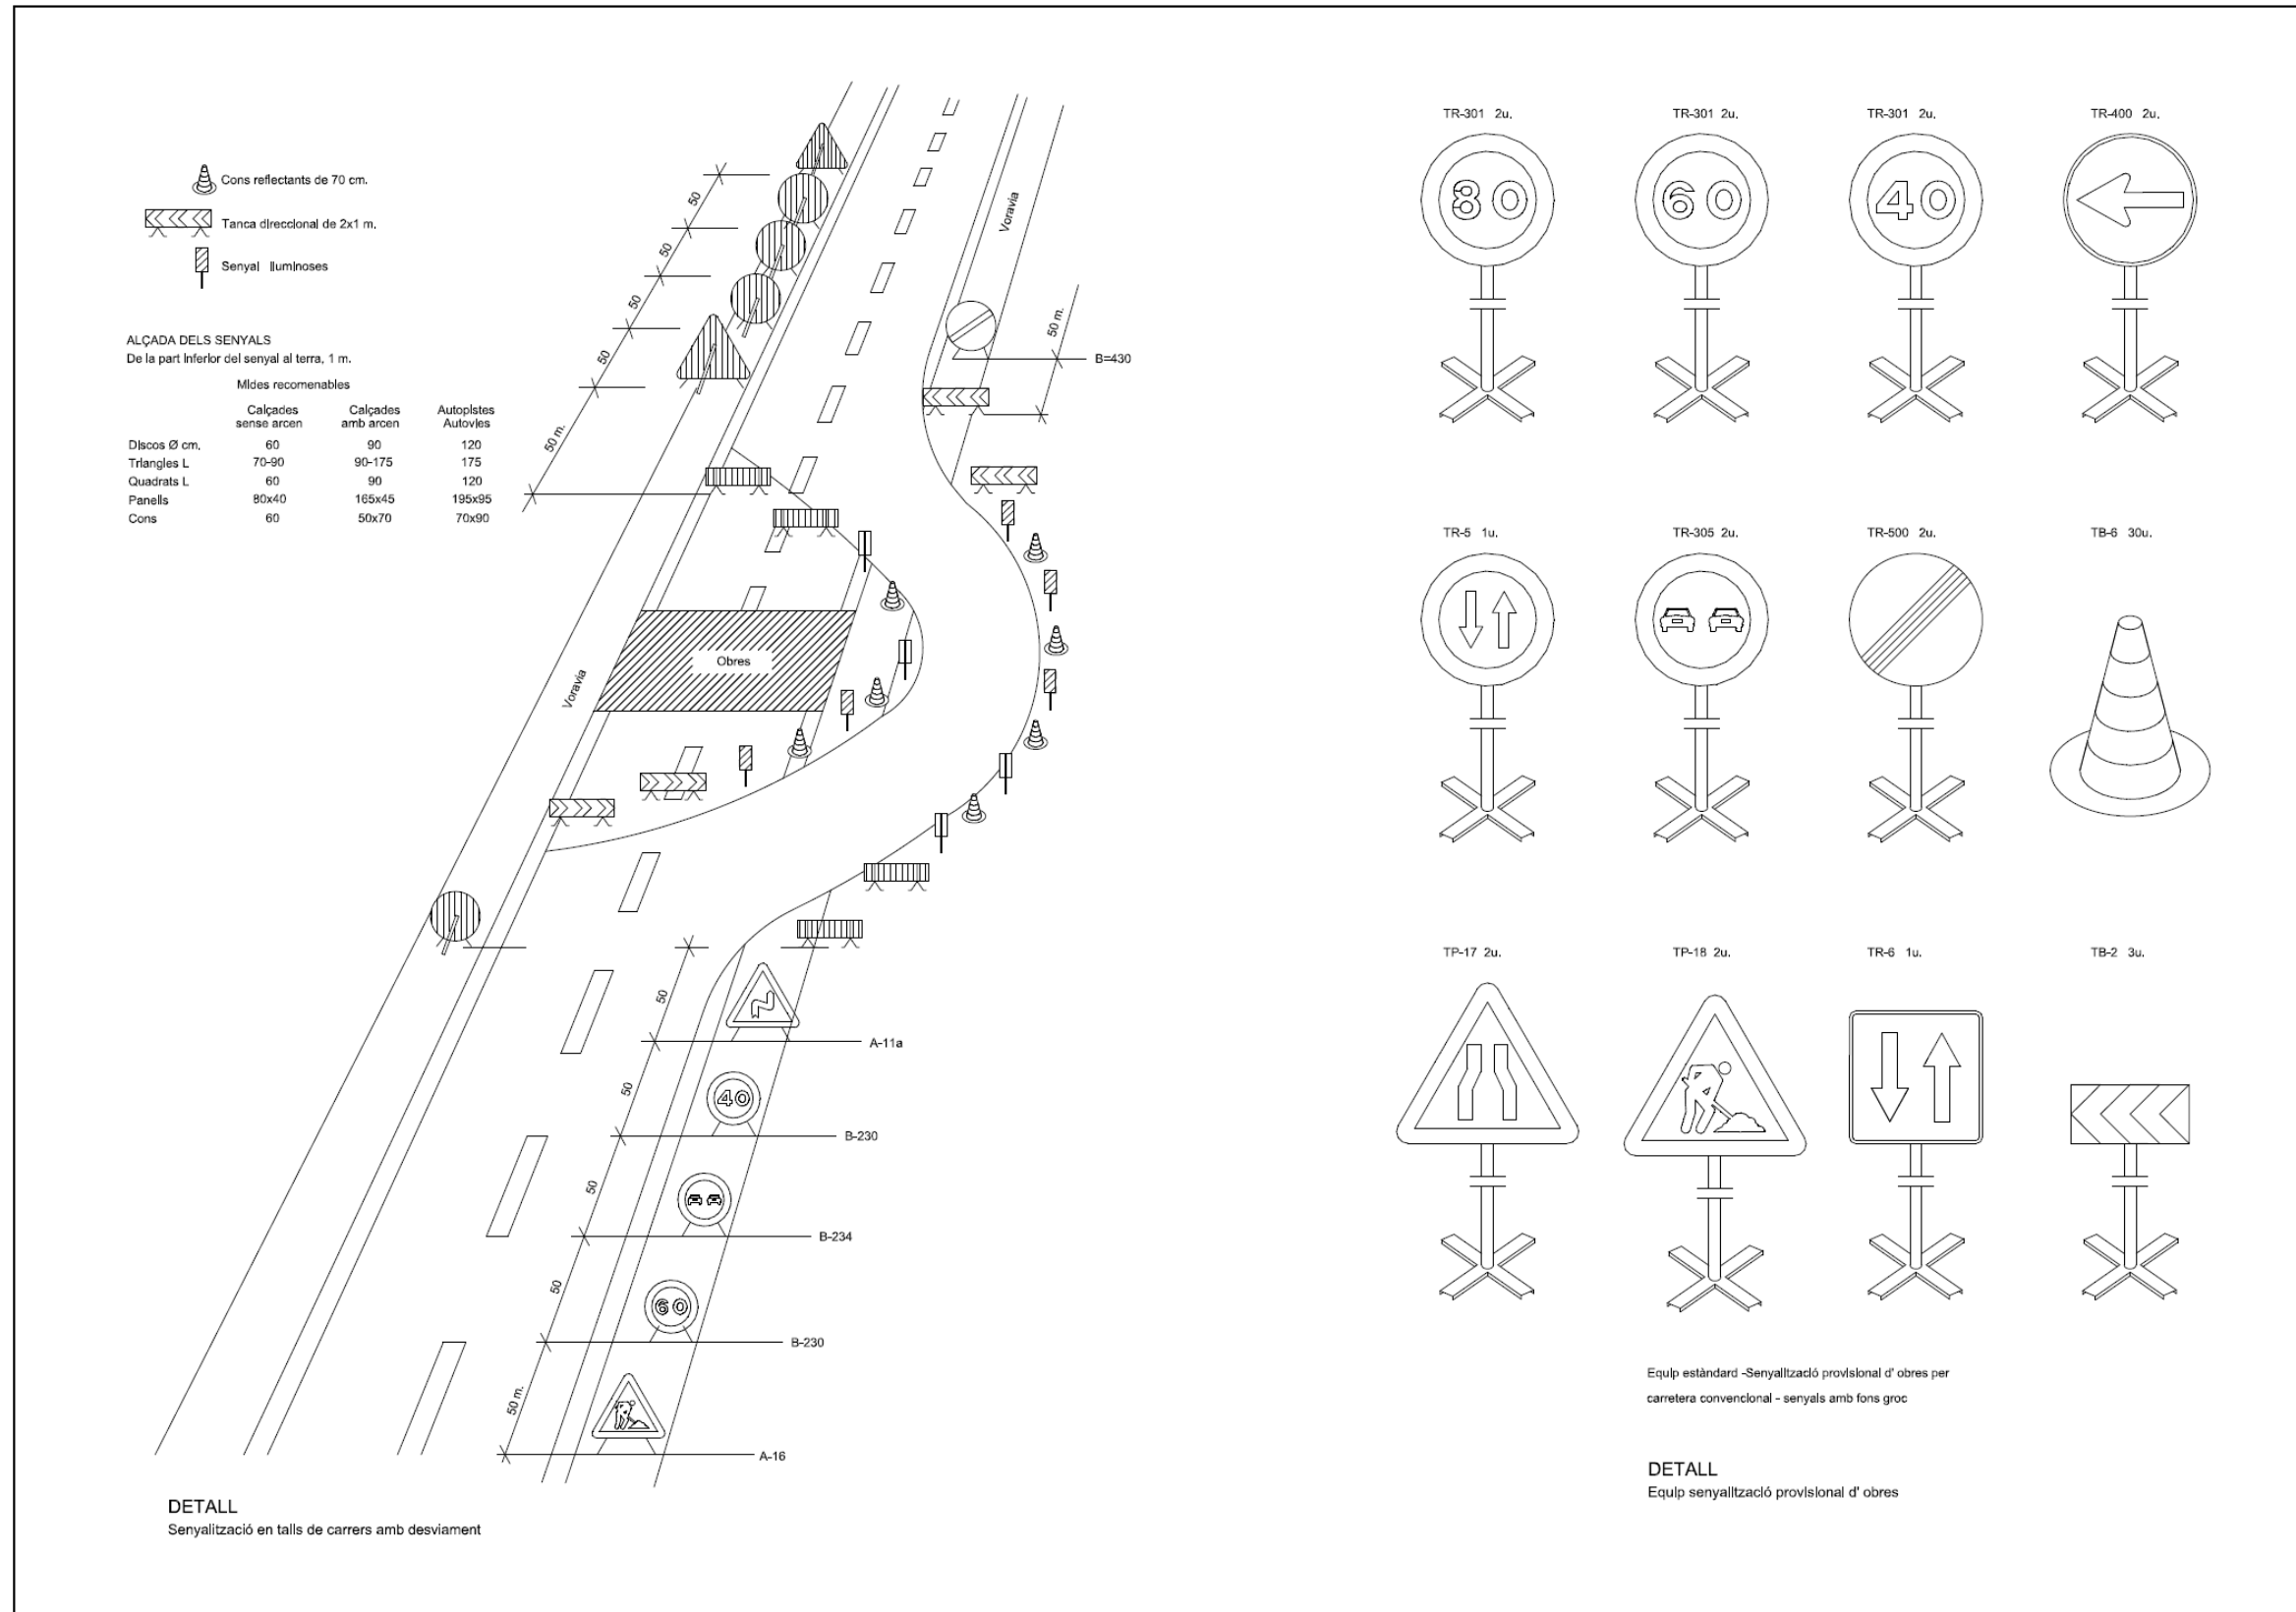 Cons reflectants de 70 cm.
Tanca direccional de 2x1 m.
Senyal lluminoses
ALÇADA DELS SENYALS
De la part inferior del senyal al terra, 1 m.
Mides recomenables
Calçades sense arcen Calçades amb arcen Autopistes Autovies
Discos Ø cm. 60 90 120
Triangles L 70-90 90-175 175
Quadrats L 60 90 120
Panells 80x40 165x45 195x95
Cons 60 50x70 70x90
50
50
50
50
50 m.
Voravia
50 m.
B=430
Obres
Voravia
50
A-11a
50
40
B-230
50
B-234
50
60
B-230
50 m.
A-16
DETALL
Senyalització en talls de carrers amb desviament
TR-301 2u.
TR-301 2u.
TR-301 2u.
TR-400 2u.
80
60
40
TR-5 1u.
TR-305 2u.
TR-500 2u.
TB-6 30u.
TP-17 2u.
TP-18 2u.
TR-6 1u.
TB-2 3u.
Equip estàndard -Senyalització provisional d' obres per
carretera convencional - senyals amb fons groc
DETALL
Equip senyalització provisional d' obres